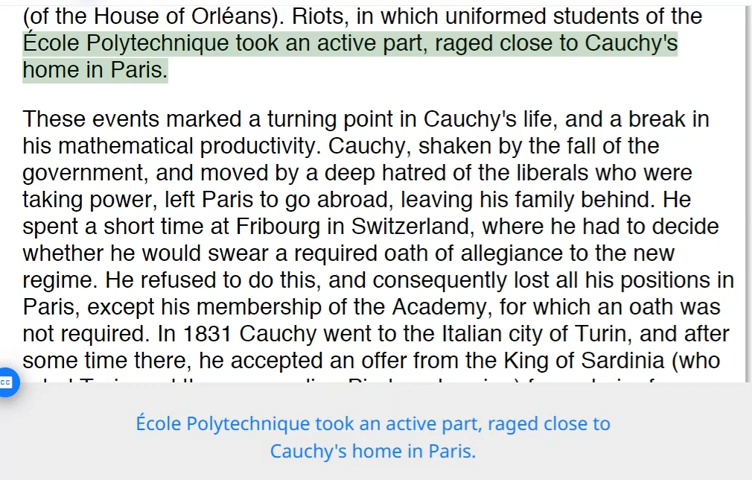 (of the House of Orléans). Riots, in which uniformed students of the
École Polytechnique took an active part, raged close to Cauchy's
home in Paris.
These events marked a turning point in Cauchy's life, and a break in
his mathematical productivity. Cauchy, shaken by the fall of the
government, and moved by a deep hatred of the liberals who were
taking power, left Paris to go abroad, leaving his family behind. He
spent a short time at Fribourg in Switzerland, where he had to decide
whether he would swear a required oath of allegiance to the new
regime. He refused to do this, and consequently lost all his positions in
Paris, except his membership of the Academy, for which an oath was
not required. In 1831 Cauchy went to the Italian city of Turin, and after
some time there, he accepted an offer from the King of Sardinia (who
CC
École Polytechnique took an active part, raged close to
Cauchy's home in Paris.